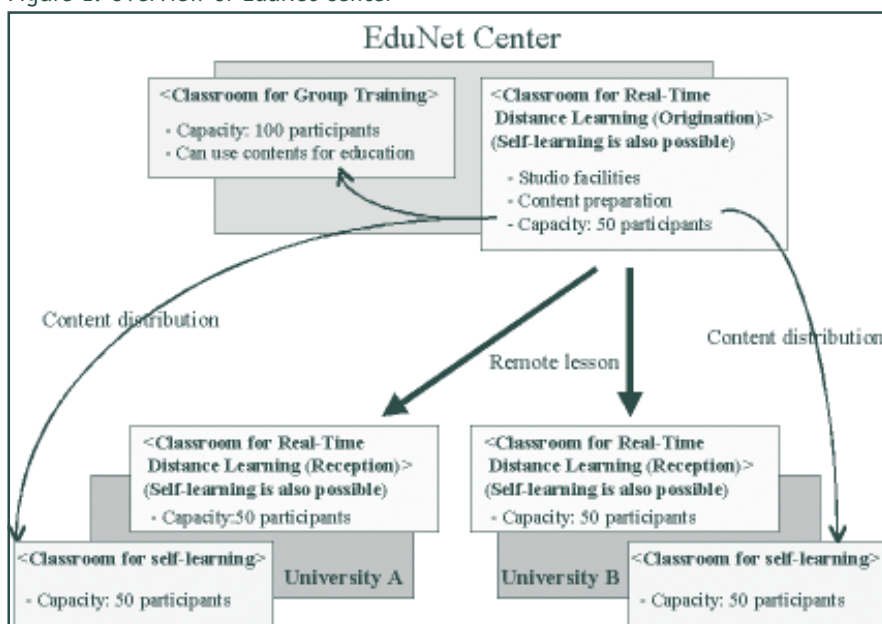 Figure 1: Overview of EduNet Center
EduNet Center
<Classroom for Group Training>
- Capacity: 100 participants
- Can use contents for education
<Classroom for Real-Time
Distance Learning (Origination)>
(Self-learning is also possible)
- Studio facilities
- Content preparation
- Capacity: 50 participants
Content distribution
Content distribution
Remote lesson
<Classroom for Real-Time
Distance Learning (Reception)>
(Self-learning is also possible)
- Capacity:50 participants
<Classroom for Real-Time
Distance Learning (Reception)>
(Self-learning is also possible)
- Capacity: 50 participants
<Classroom for self-learning>
- Capacity: 50 participants
University A
University B
<Classroom for self-learning>
- Capacity: 50 participants